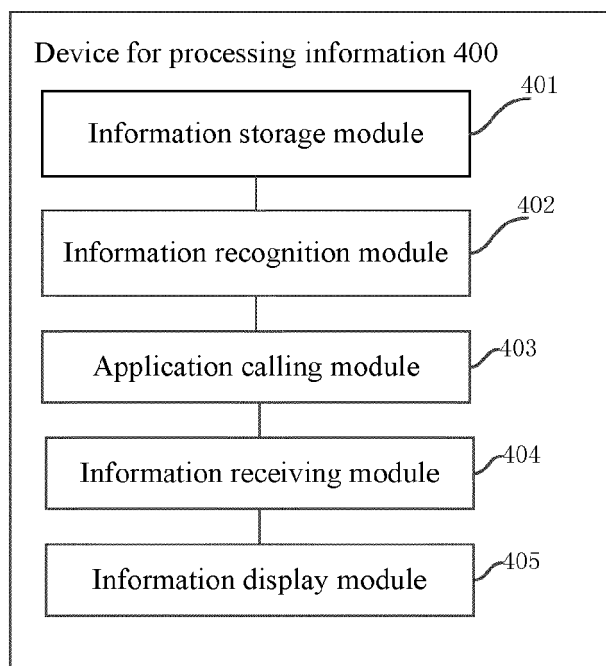 Device for processing information 400
401
Information storage module
402
Information recognition module
403
Application calling module
404
Information receiving module
405
Information display module